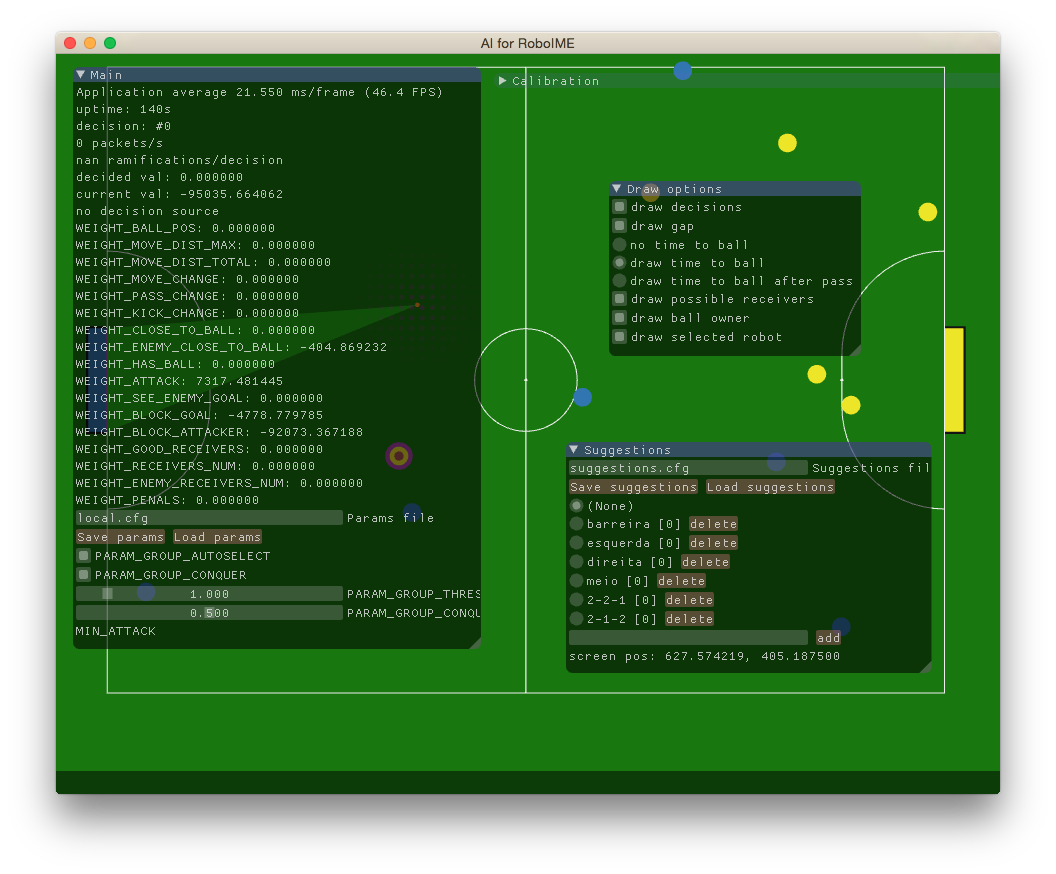 AI for RoboIME
Main
Application average 21.550 ms/frame (46.4 FPS)
uptime: 140s
decision: #0
0 packets/s
nan ramifications/decision
decided val: 0.000000
current val: -95035.664062
no decision source
WEIGHT_BALL_POS: 0.000000
WEIGHT_MOVE_DIST_MAX: 0.000000
WEIGHT_MOVE_DIST_TOTAL: 0.000000
WEIGHT_MOVE_CHANGE: 0.000000
WEIGHT_PASS_CHANGE: 0.000000
WEIGHT_KICK_CHANGE: 0.000000
WEIGHT_CLOSE_TO_BALL: 0.000000
WEIGHT_ENEMY_CLOSE_TO_BALL: -404.869232
WEIGHT_HAS_BALL: 0.000000
WEIGHT_ATTACK: 7317.481445
WEIGHT_SEE_ENEMY_GOAL: 0.000000
WEIGHT_BLOCK_GOAL: -4778.779785
WEIGHT_BLOCK_ATTACKER: -92073.367188
WEIGHT_GOOD_RECEIVERS: 0.000000
WEIGHT_RECEIVERS_NUM: 0.000000
WEIGHT_ENEMY_RECEIVERS_NUM: 0.000000
WEIGHT_PENALS: 0.000000
local.cfg Params file
Save params Load params
PARAM_GROUP_AUTOSELECT
PARAM_GROUP_CONQUER
1.000 PARAM_GROUP_THRES
0.500 PARAM_GROUP_CONQU
MIN_ATTACK
Calibration
Draw options
draw decisions
draw gap
no time to ball
draw time to ball
draw time to ball after pass
draw possible receivers
draw ball owner
draw selected robot
Suggestions
suggestions.cfg Suggestions fil
Save suggestions Load suggestions
(None)
barreira [0] delete
esquerda [0] delete
direita [0] delete
meio [0] delete
2-2-1 [0] delete
2-1-2 [0] delete
add
screen pos: 627.574219, 405.187500